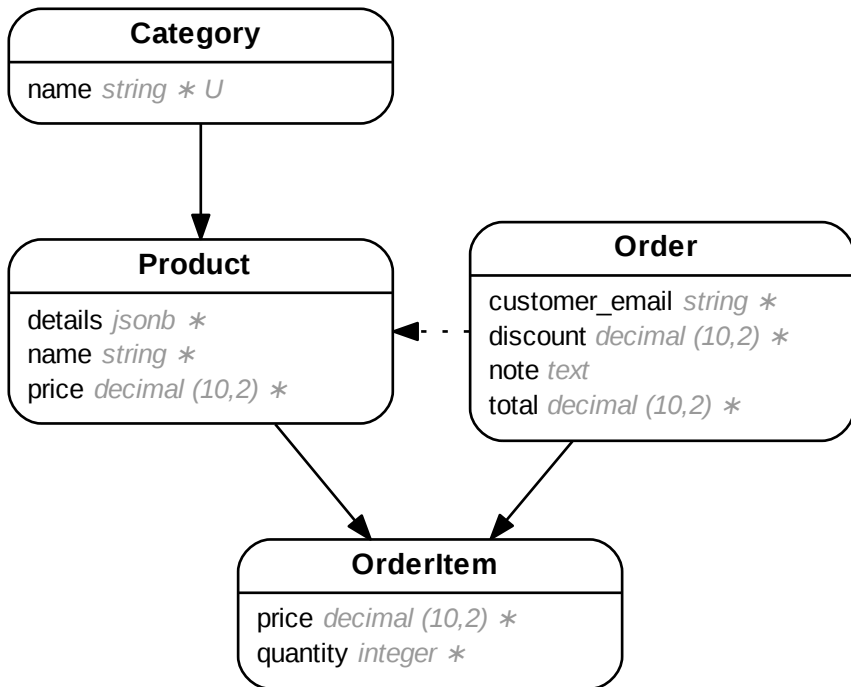 Category
name string ∗ U
Product
details jsonb ∗
name string ∗
price decimal (10,2) ∗
Order
customer_email string ∗
discount decimal (10,2) ∗
note text
total decimal (10,2) ∗
OrderItem
price decimal (10,2) ∗
quantity integer ∗